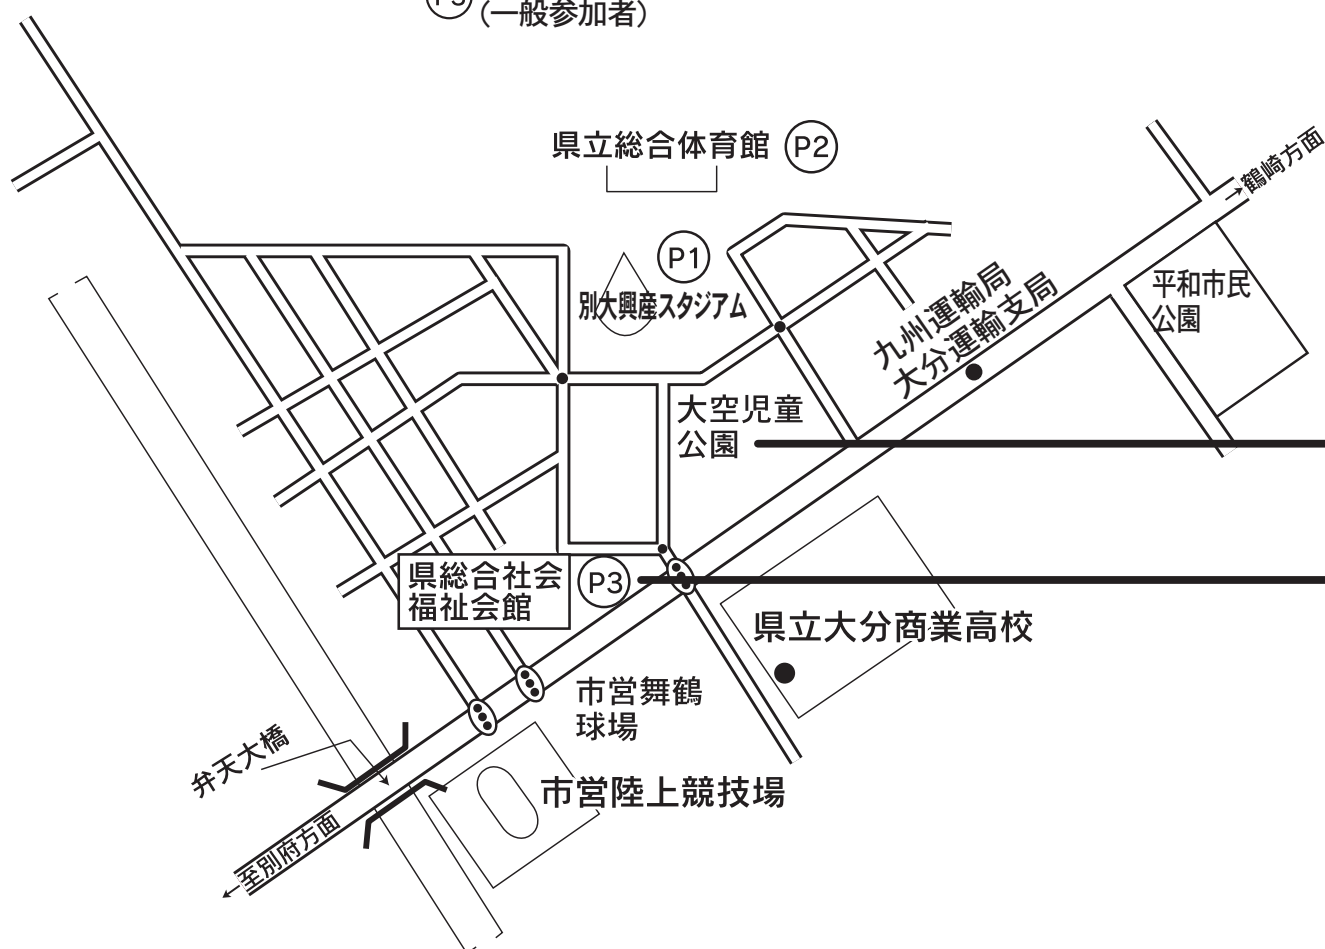 P3
(一般参加者)
県立総合体育館 P2
鶴崎方面
P1
別大興産スタジアム
平和市民
公園
九州運輸局
大分運輸支局
大空児童
公園
県総合社会
福祉会館
P3
県立大分商業高校
市営舞鶴
球場
弁天大橋
市営陸上競技場
至別府方面